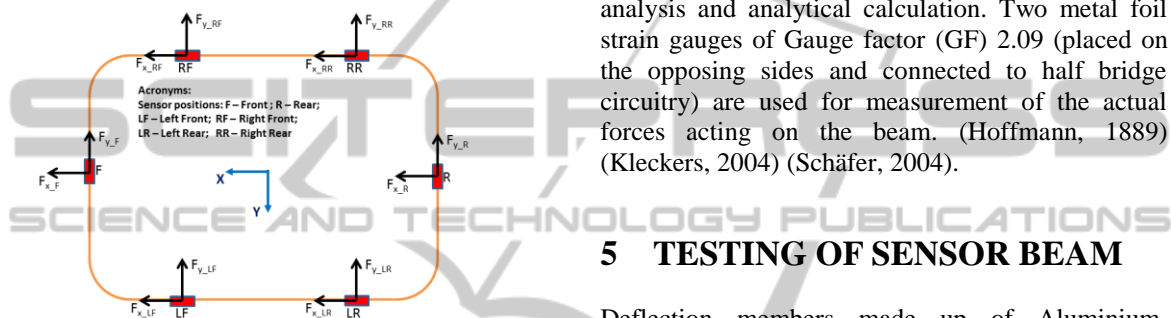 F_y_RF
F_y_RR
F_x_RF
RF
F_x_RR
RR
Acronyms:
Sensor positions: F – Front ; R – Rear;
LF – Left Front; RF – Right Front;
LR – Left Rear; RR – Right Rear
F_y_F
F_y_R
F_x_F
F
X
F_x_R
R
Y
F_y_LF
F_y_LR
F_x_LF
LF
F_x_LR
LR
analysis and analytical calculation. Two metal foil
strain gauges of Gauge factor (GF) 2.09 (placed on
the opposing sides and connected to half bridge
circuitry) are used for measurement of the actual
forces acting on the beam. (Hoffmann, 1889)
(Kleckers, 2004) (Schäfer, 2004).
5 TESTING OF SENSOR BEAM
Deflection members made up of Aluminium
SCITEPRESS
SCIENCE AND TECHNOLOGY PUBLICATIONS